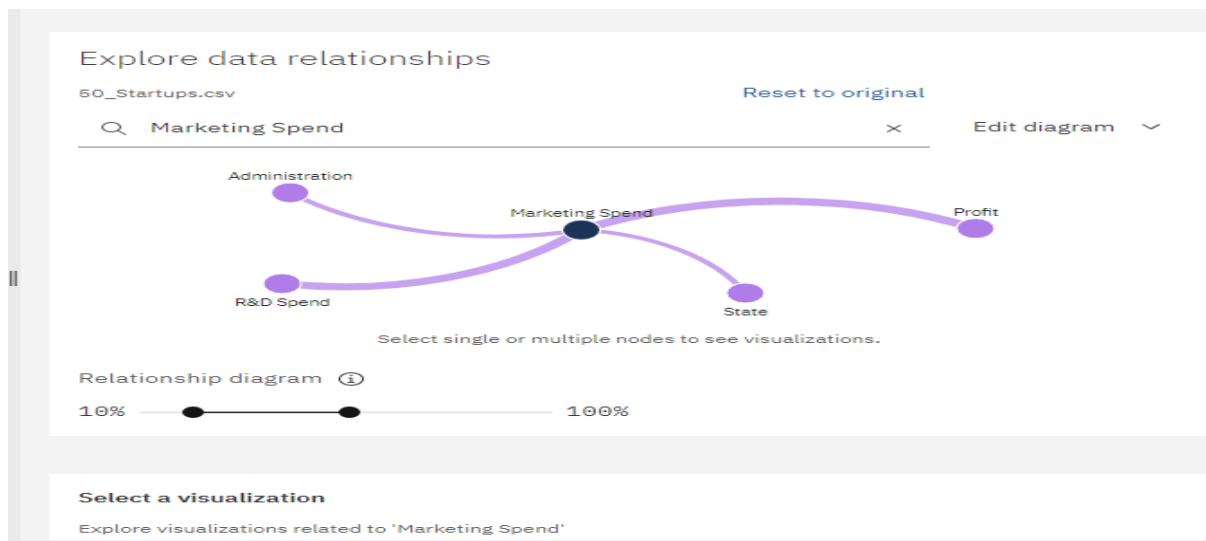 Explore data relationships
50_Startups.csv
Reset to original
Marketing Spend
Edit diagram
Administration
Marketing Spend
Profit
R&D Spend
State
Select single or multiple nodes to see visualizations.
Relationship diagram
10% 100%
Select a visualization
Explore visualizations related to 'Marketing Spend'